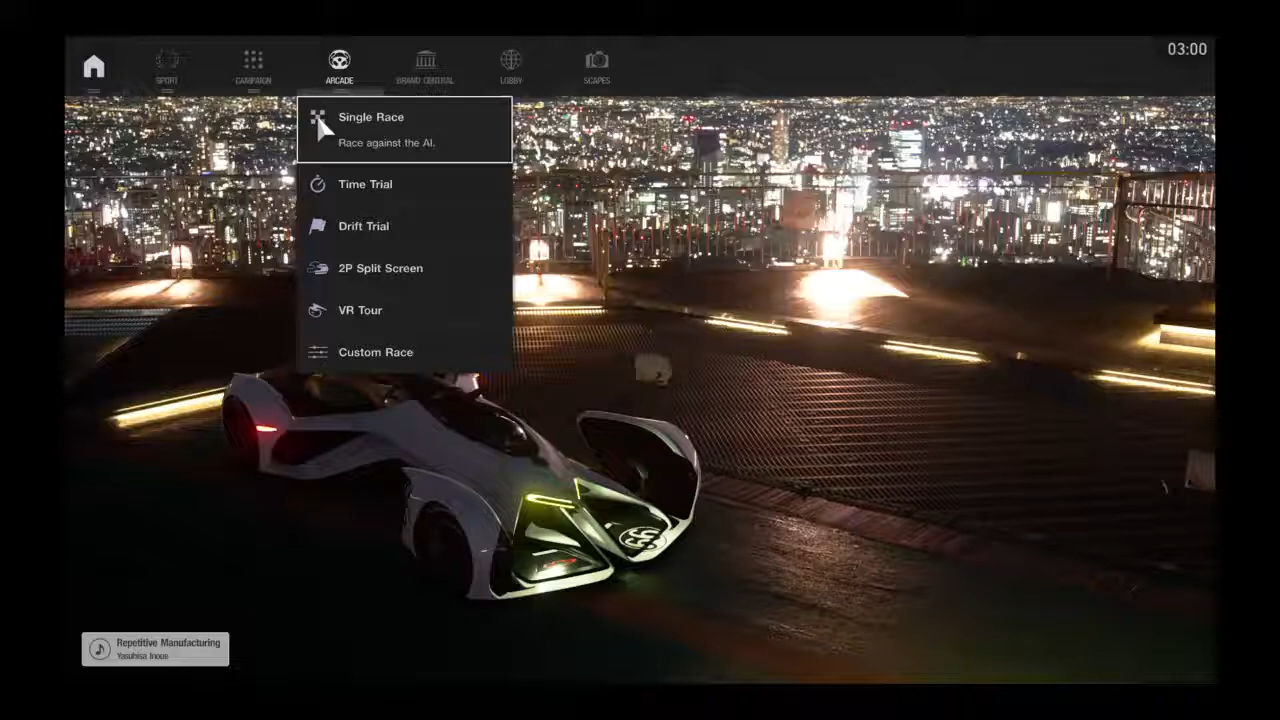 03:00
SPORT
CAMPAIGN
ARCADE
BRAND CENTRAL
LOBBY
SCAPES
Single Race
Race against the AI.
Time Trial
Drift Trial
2P Split Screen
VR Tour
Custom Race
66
Repetitive Manufacturing
Yasuhisa Inoue